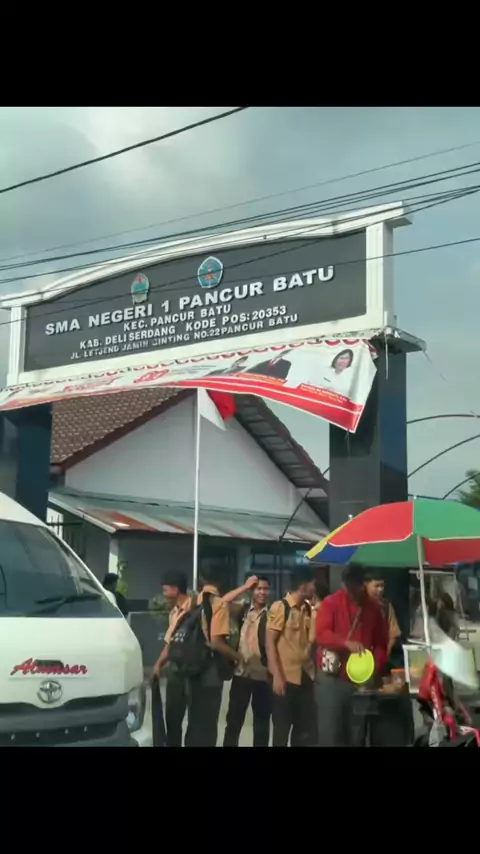 SMA NEGERI 1 PANCUR BATU
KEC. PANCUR BATU
KAB. DELI SERDANG KODE POS: 20353
JL. LETJEND JAMIN GINTING NO.22 PANCUR BATU